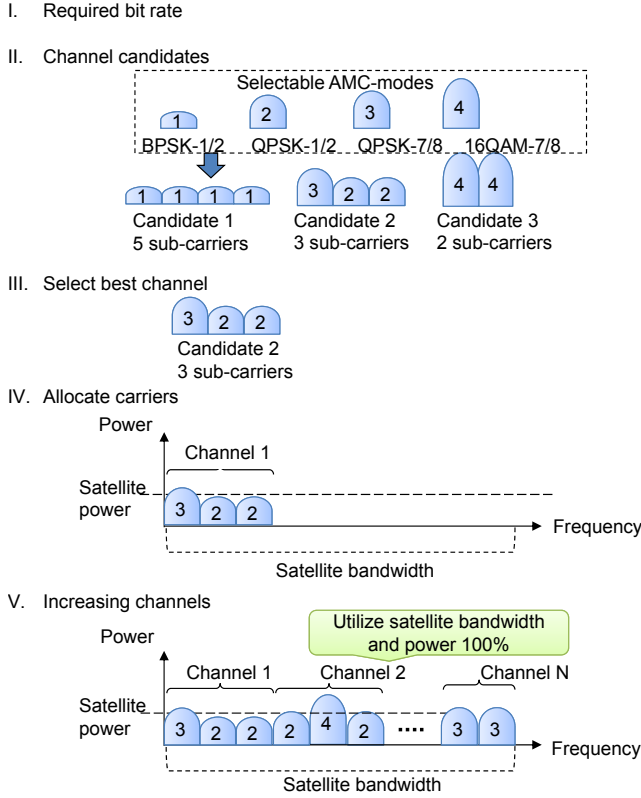 I. Required bit rate
II. Channel candidates
Selectable AMC-modes
1 2 3 4
BPSK-1/2 QPSK-1/2 QPSK-7/8 16QAM-7/8
1 1 1 1 3 2 2 4 4
Candidate 1 Candidate 2 Candidate 3
5 sub-carriers 3 sub-carriers 2 sub-carriers
III. Select best channel
3 2 2
Candidate 2
3 sub-carriers
IV. Allocate carriers
Power
Channel 1
Satellite
power
3 2 2
Frequency
Satellite bandwidth
V. Increasing channels
Utilize satellite bandwidth
and power 100%
Power
Channel 1 Channel 2 Channel N
Satellite
power
3 2 2 2 4 2 .... 3 3
Frequency
Satellite bandwidth